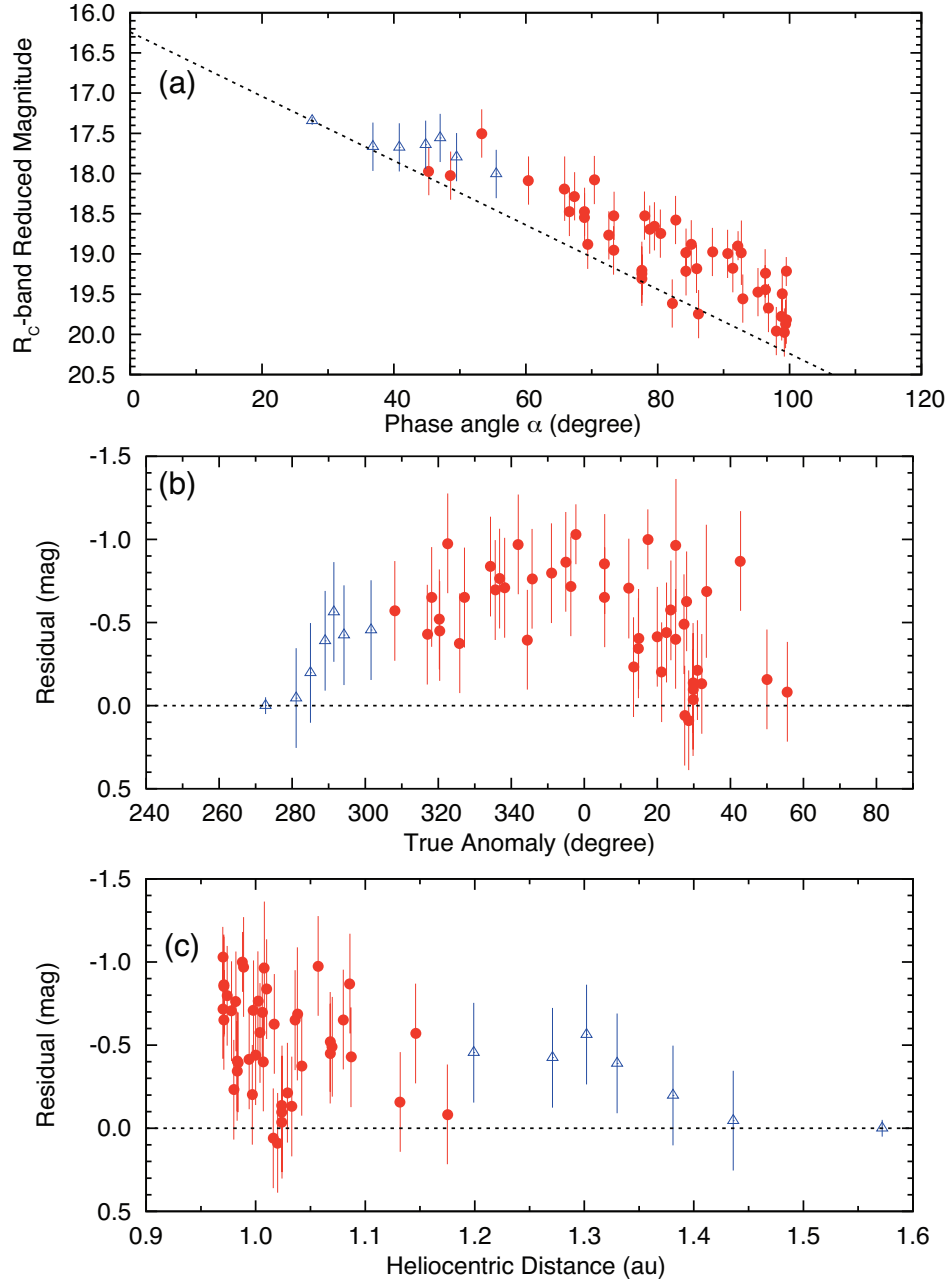 16.0
16.5
17.0
17.5
18.0
18.5
19.0
19.5
20.0
20.5
R_C-band Reduced Magnitude
(a)
0 20 40 60 80 100 120
Phase angle α (degree)
-1.5
-1.0
-0.5
0.0
0.5
Residual (mag)
(b)
240 260 280 300 320 340 0 20 40 60 80
True Anomaly (degree)
-1.5
-1.0
-0.5
0.0
0.5
Residual (mag)
(c)
0.9 1.0 1.1 1.2 1.3 1.4 1.5 1.6
Heliocentric Distance (au)